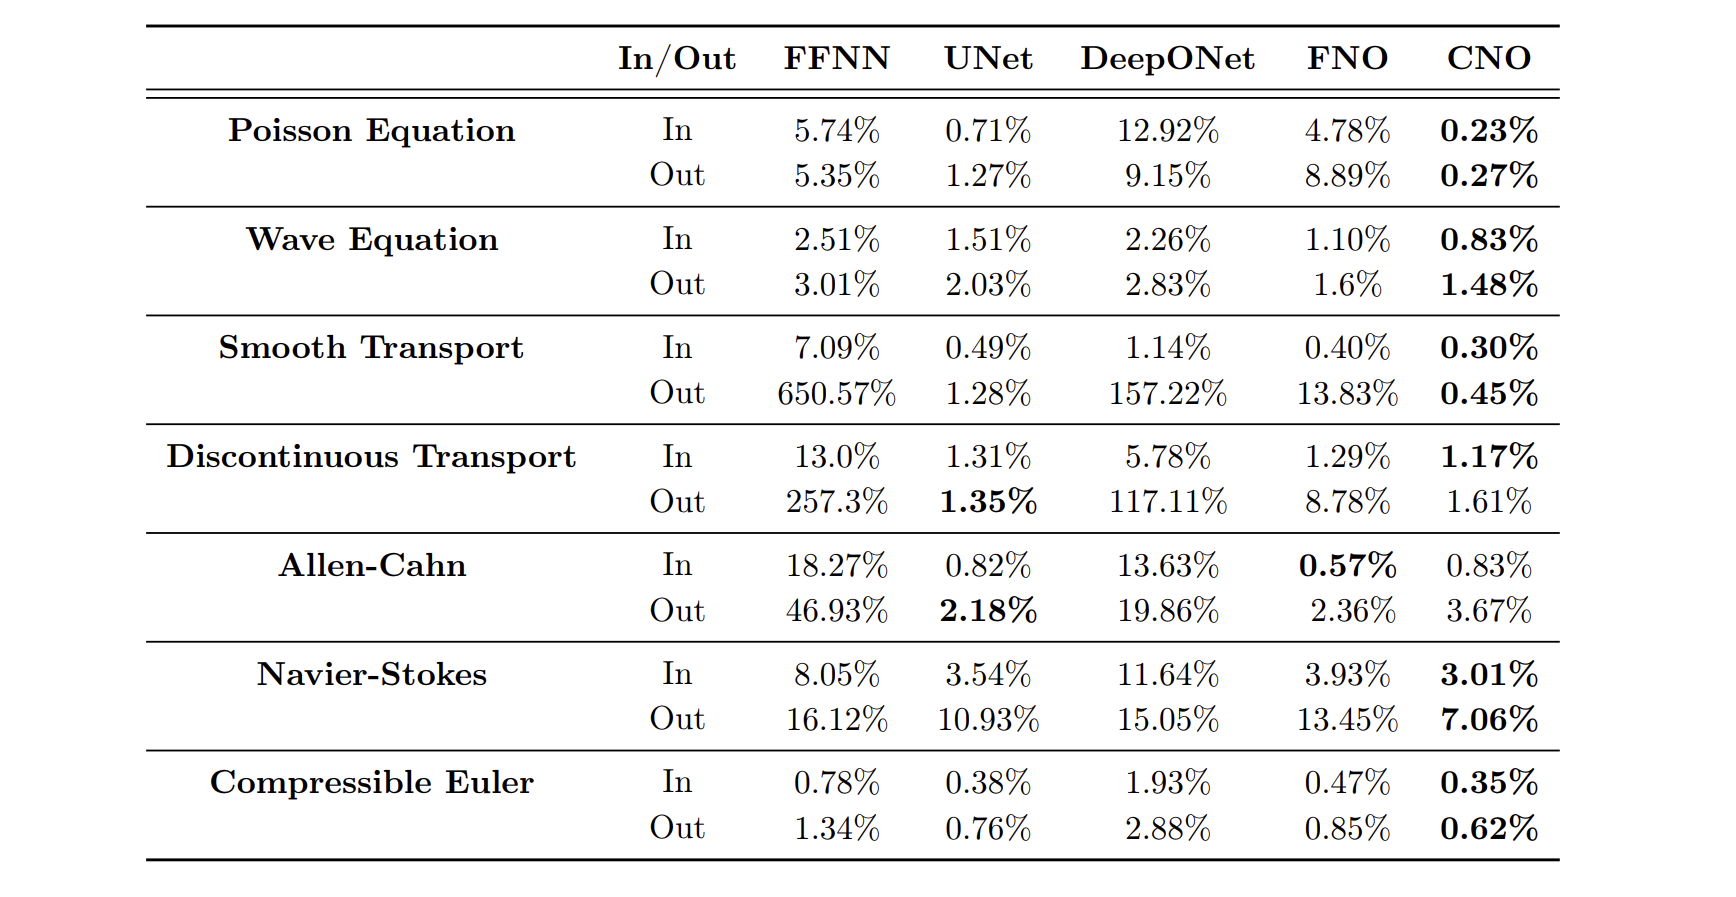 In/Out FFNN UNet DeepONet FNO CNO
Poisson Equation In 5.74% 0.71% 12.92% 4.78% 0.23%
Out 5.35% 1.27% 9.15% 8.89% 0.27%
Wave Equation In 2.51% 1.51% 2.26% 1.10% 0.83%
Out 3.01% 2.03% 2.83% 1.6% 1.48%
Smooth Transport In 7.09% 0.49% 1.14% 0.40% 0.30%
Out 650.57% 1.28% 157.22% 13.83% 0.45%
Discontinuous Transport In 13.0% 1.31% 5.78% 1.29% 1.17%
Out 257.3% 1.35% 117.11% 8.78% 1.61%
Allen-Cahn In 18.27% 0.82% 13.63% 0.57% 0.83%
Out 46.93% 2.18% 19.86% 2.36% 3.67%
Navier-Stokes In 8.05% 3.54% 11.64% 3.93% 3.01%
Out 16.12% 10.93% 15.05% 13.45% 7.06%
Compressible Euler In 0.78% 0.38% 1.93% 0.47% 0.35%
Out 1.34% 0.76% 2.88% 0.85% 0.62%